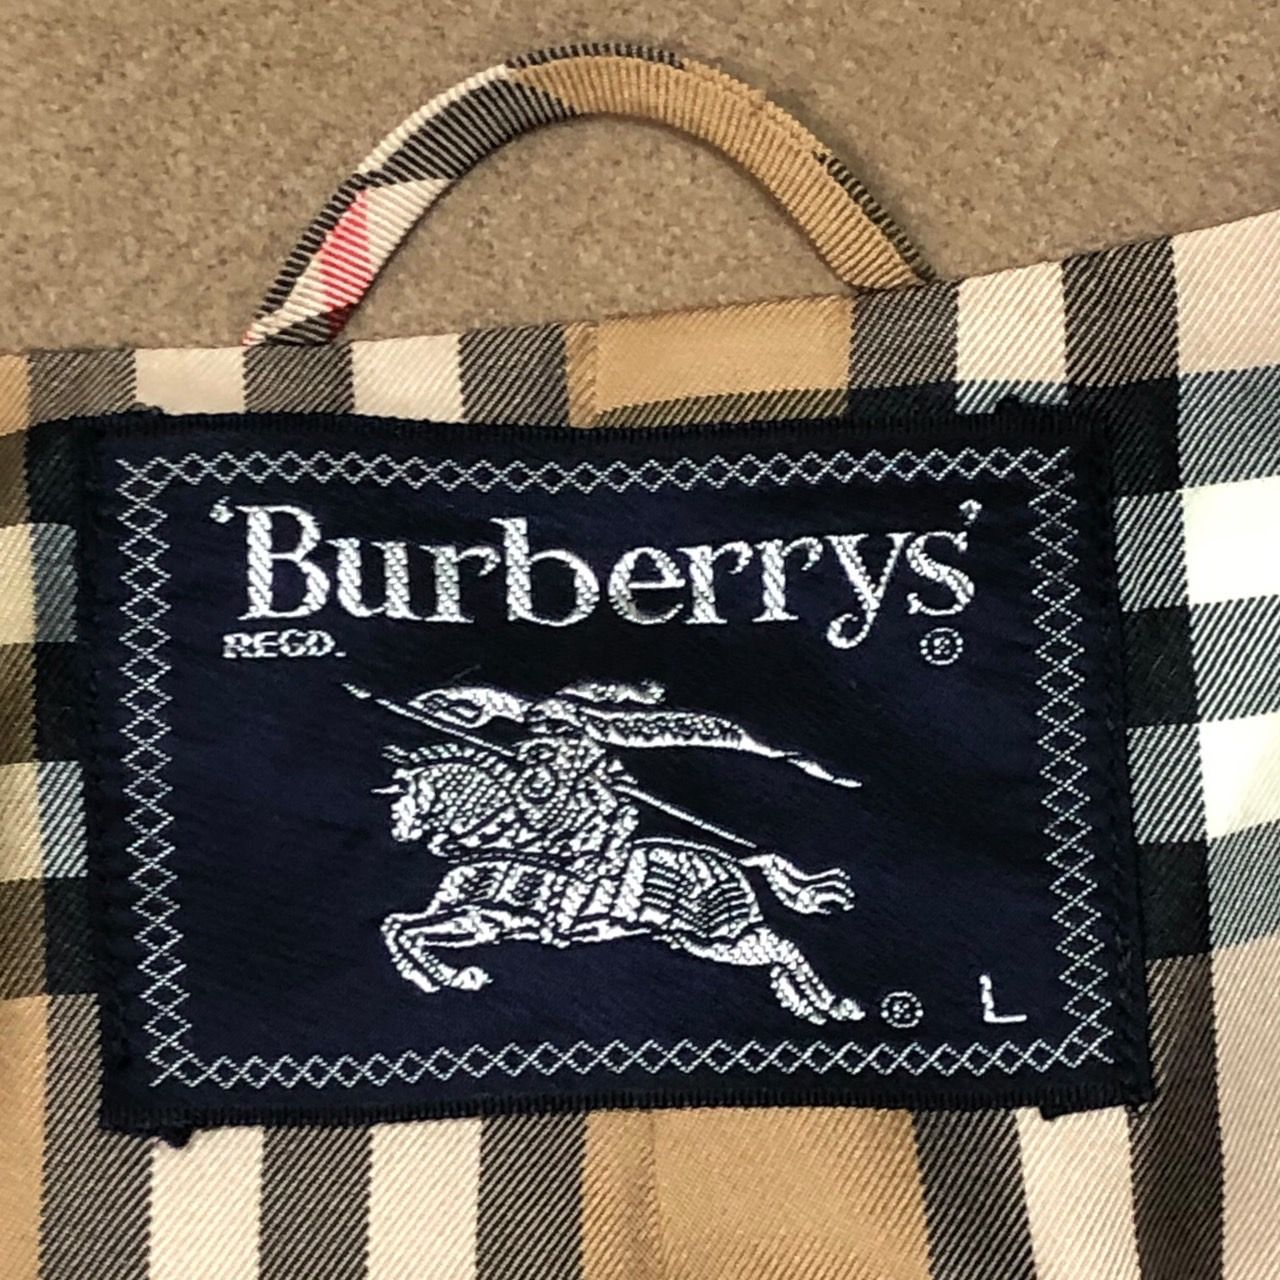 'Burberrys'
REGD. ®
® L